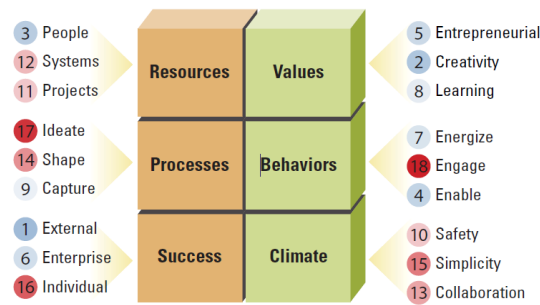 3 People
12 Systems
11 Projects
Resources
Values
5 Entrepreneurial
2 Creativity
8 Learning
17 Ideate
14 Shape
9 Capture
Processes
Behaviors
7 Energize
18 Engage
4 Enable
1 External
6 Enterprise
16 Individual
Success
Climate
10 Safety
15 Simplicity
13 Collaboration